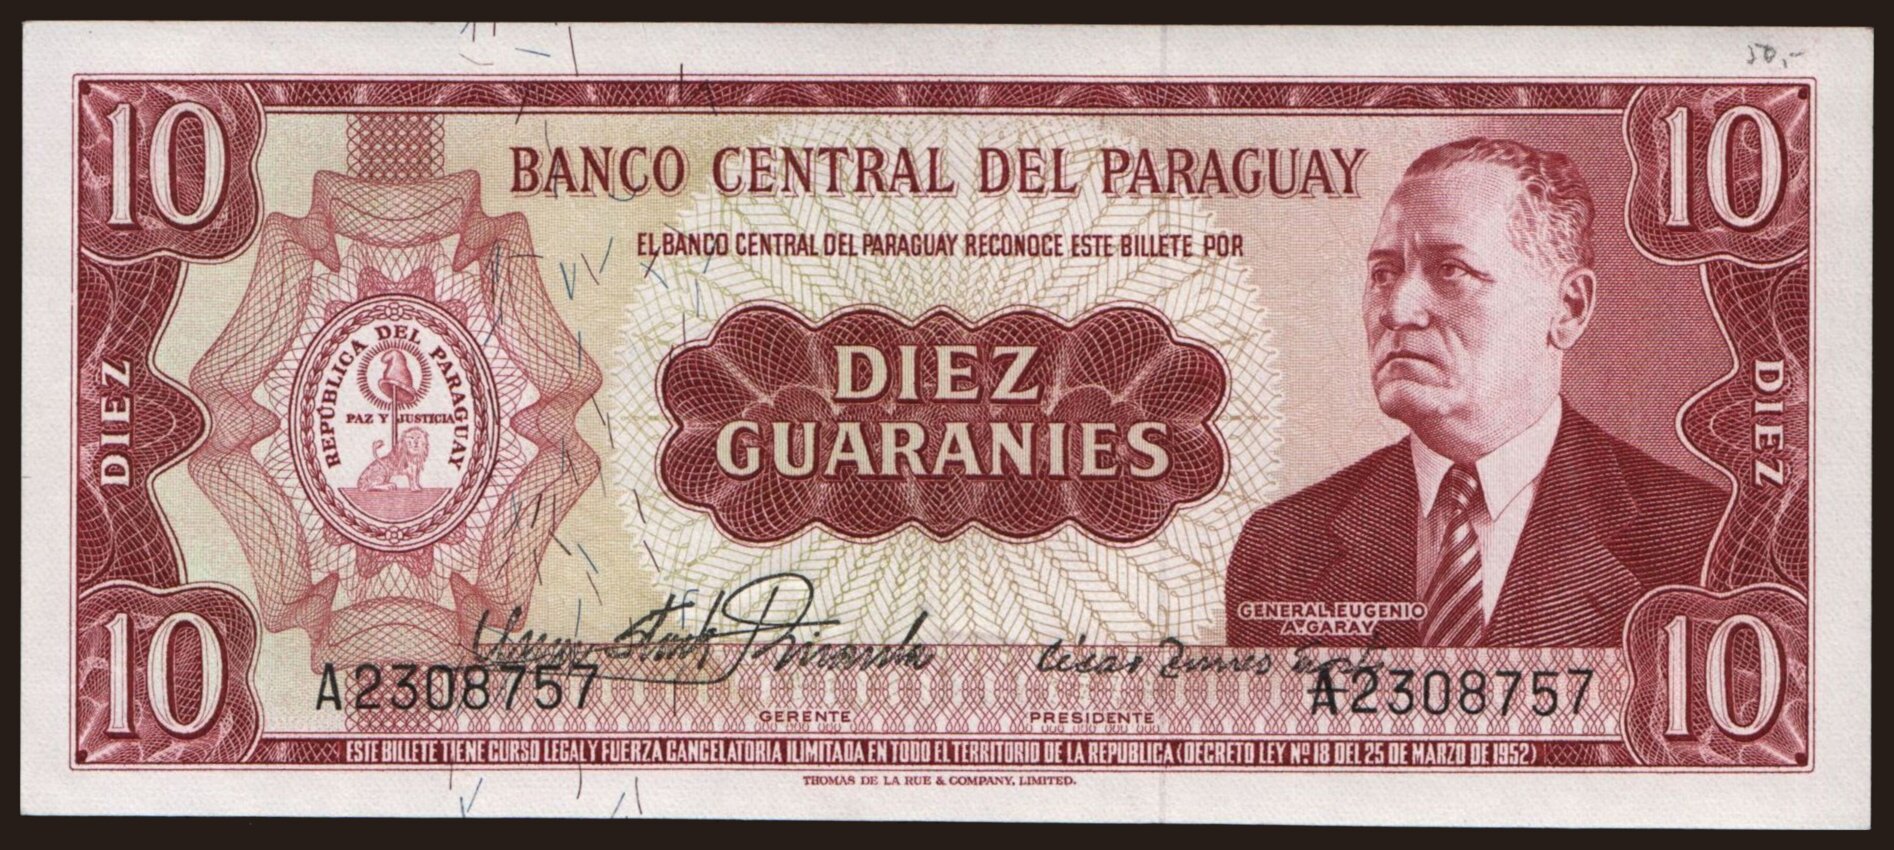 50,-
10
10
BANCO CENTRAL DEL PARAGUAY
EL BANCO CENTRAL DEL PARAGUAY RECONOCE ESTE BILLETE POR
DIEZ
REPÚBLICA DEL PARAGUAY
PAZ Y JUSTICIA
DIEZ
GUARANIES
DIEZ
GENERAL EUGENIO
A. GARAY
10
10
A2308757
A2308757
GERENTE
PRESIDENTE
ESTE BILLETE TIENE CURSO LEGAL Y FUERZA CANCELATORIA ILIMITADA EN TODO EL TERRITORIO DE LA REPUBLICA (DECRETO LEY Nº 18 DEL 25 DE MARZO DE 1952)
THOMAS DE LA RUE & COMPANY, LIMITED.